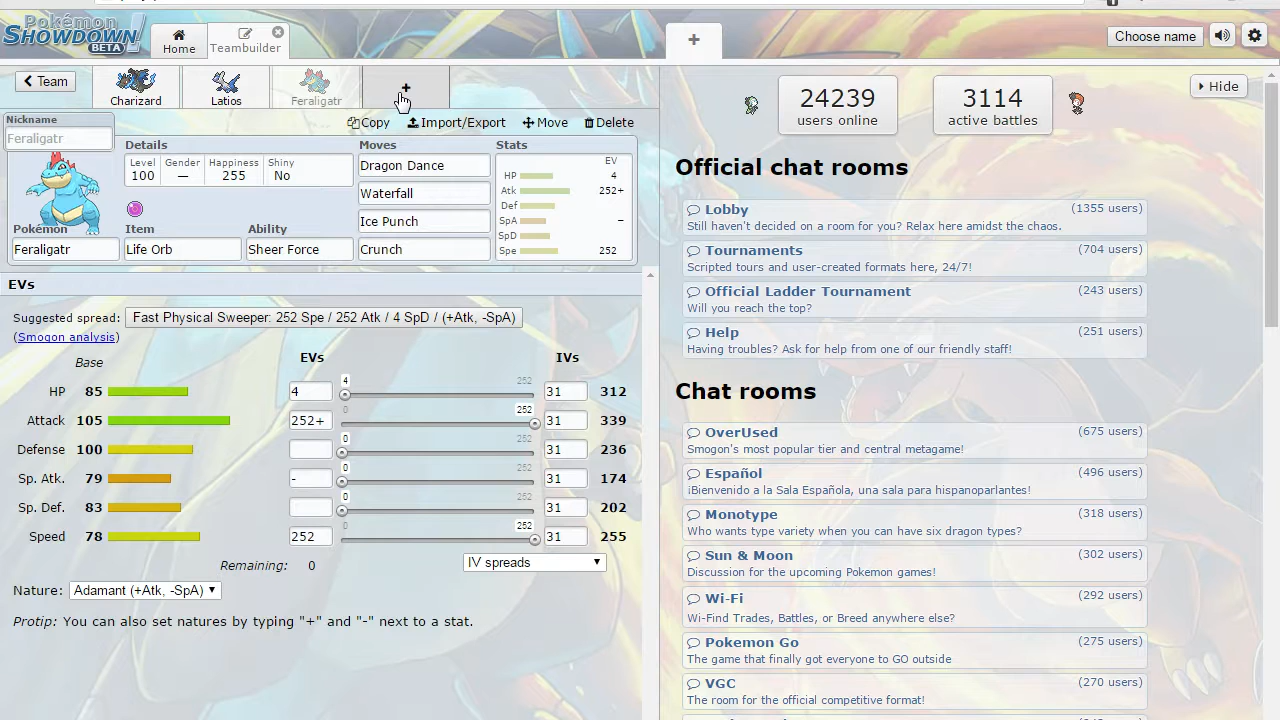 Pokémon
SHOWDOWN!
BETA
Home
Teambuilder
+
Choose name
Team
Charizard
Latios
Feraligatr
+
Copy
Import/Export
Move
Delete
Nickname
Feraligatr
Details
Level
100
Gender
—
Happiness
255
Shiny
No
Pokémon
Feraligatr
Item
Life Orb
Ability
Sheer Force
Moves
Dragon Dance
Waterfall
Ice Punch
Crunch
Stats
EV
HP 4
Atk 252+
Def
SpA −
SpD
Spe 252
EVs
Suggested spread: Fast Physical Sweeper: 252 Spe / 252 Atk / 4 SpD / (+Atk, -SpA)
(Smogon analysis)
Base EVs IVs
HP 85 4 4 252 31 312
Attack 105 252+ 0 252 31 339
Defense 100 0 252 31 236
Sp. Atk. 79 - 0 252 31 174
Sp. Def. 83 0 252 31 202
Speed 78 252 0 252 31 255
Remaining: 0
IV spreads
Nature: Adamant (+Atk, -SpA)
Protip: You can also set natures by typing "+" and "-" next to a stat.
24239
users online
3114
active battles
Hide
Official chat rooms
Lobby (1355 users)
Still haven't decided on a room for you? Relax here amidst the chaos.
Tournaments (704 users)
Scripted tours and user-created formats here, 24/7!
Official Ladder Tournament (243 users)
Will you reach the top?
Help (251 users)
Having troubles? Ask for help from one of our friendly staff!
Chat rooms
OverUsed (675 users)
Smogon's most popular tier and central metagame!
Español (496 users)
¡Bienvenido a la Sala Española, una sala para hispanoparlantes!
Monotype (318 users)
Who wants type variety when you can have six dragon types?
Sun & Moon (302 users)
Discussion for the upcoming Pokemon games!
Wi-Fi (292 users)
Wi-Find Trades, Battles, or Breed anywhere else?
Pokemon Go (275 users)
The game that finally got everyone to GO outside
VGC (270 users)
The room for the official competitive format!